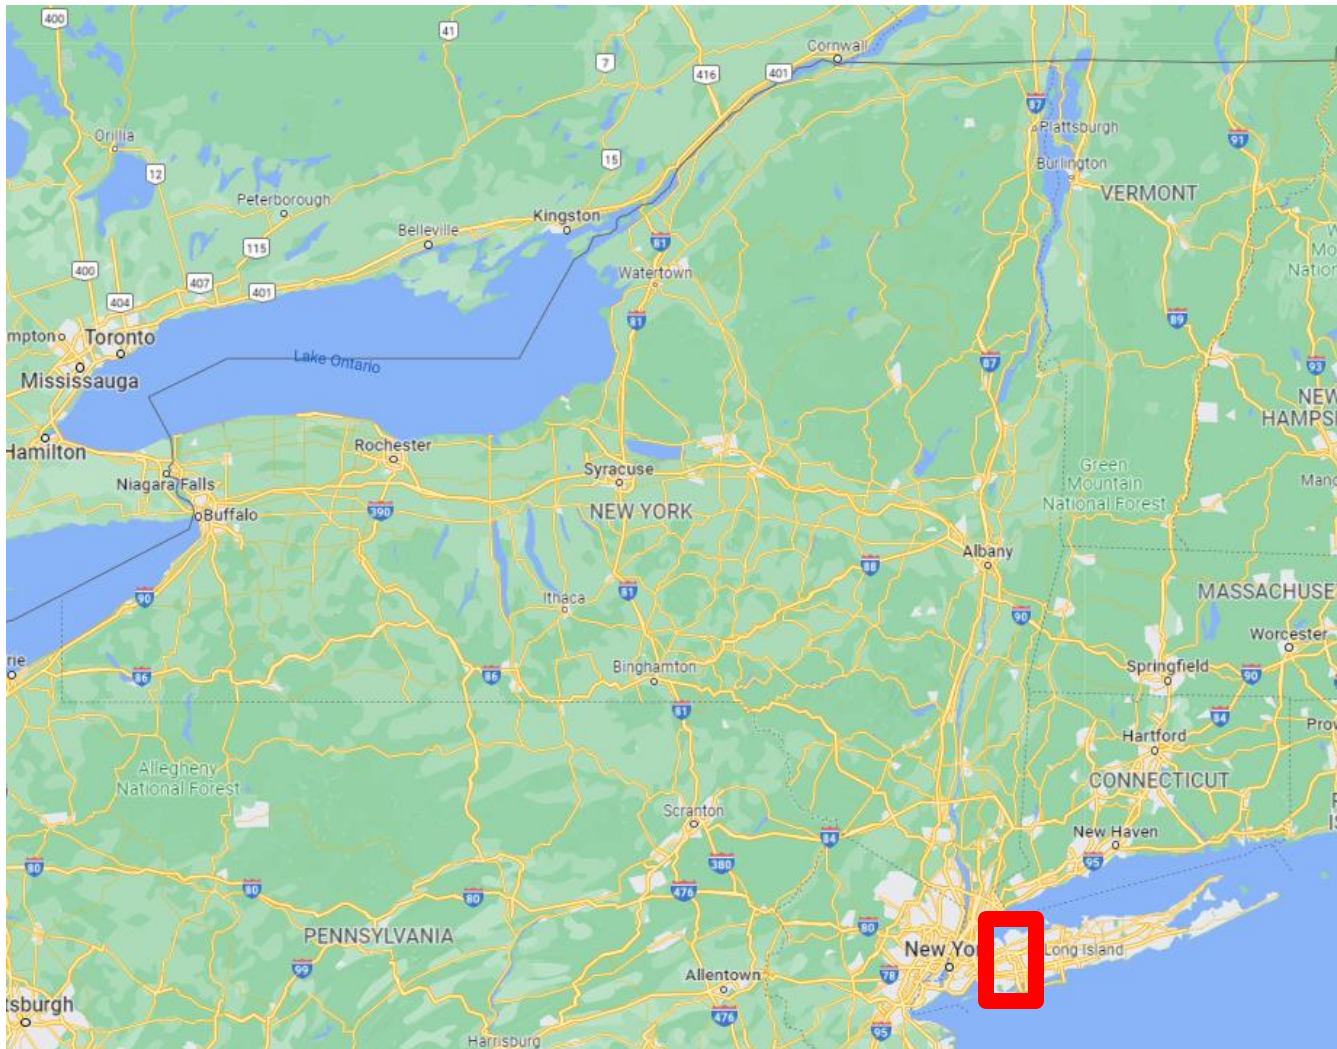 400
41
Cornwall
7
416
401
87
Plattsburgh
91
Orillia
15
12
Burlington
VERMONT
Peterborough
Kingston
Belleville
81
115
400
Watertown
407
401
404
81
89
mpton
Toronto
Lake Ontario
87
93
Mississauga
NEW
HAMPS
Hamilton
Rochester
Syracuse
Green
Mountain
National Forest
Niagara Falls
NEW YORK
390
Buffalo
Albany
88
90
Ithaca
81
MASSACHUSE
90
Worcester
rie
86
86
Binghamton
Springfield
90
81
84
Hartford
Allegheny
National Forest
CONNECTICUT
Scranton
84
New Haven
80
380
95
80
80
476
80
PENNSYLVANIA
New Yo
Long Island
99
Allentown
78
tsburgh
476
95
Harrisburg